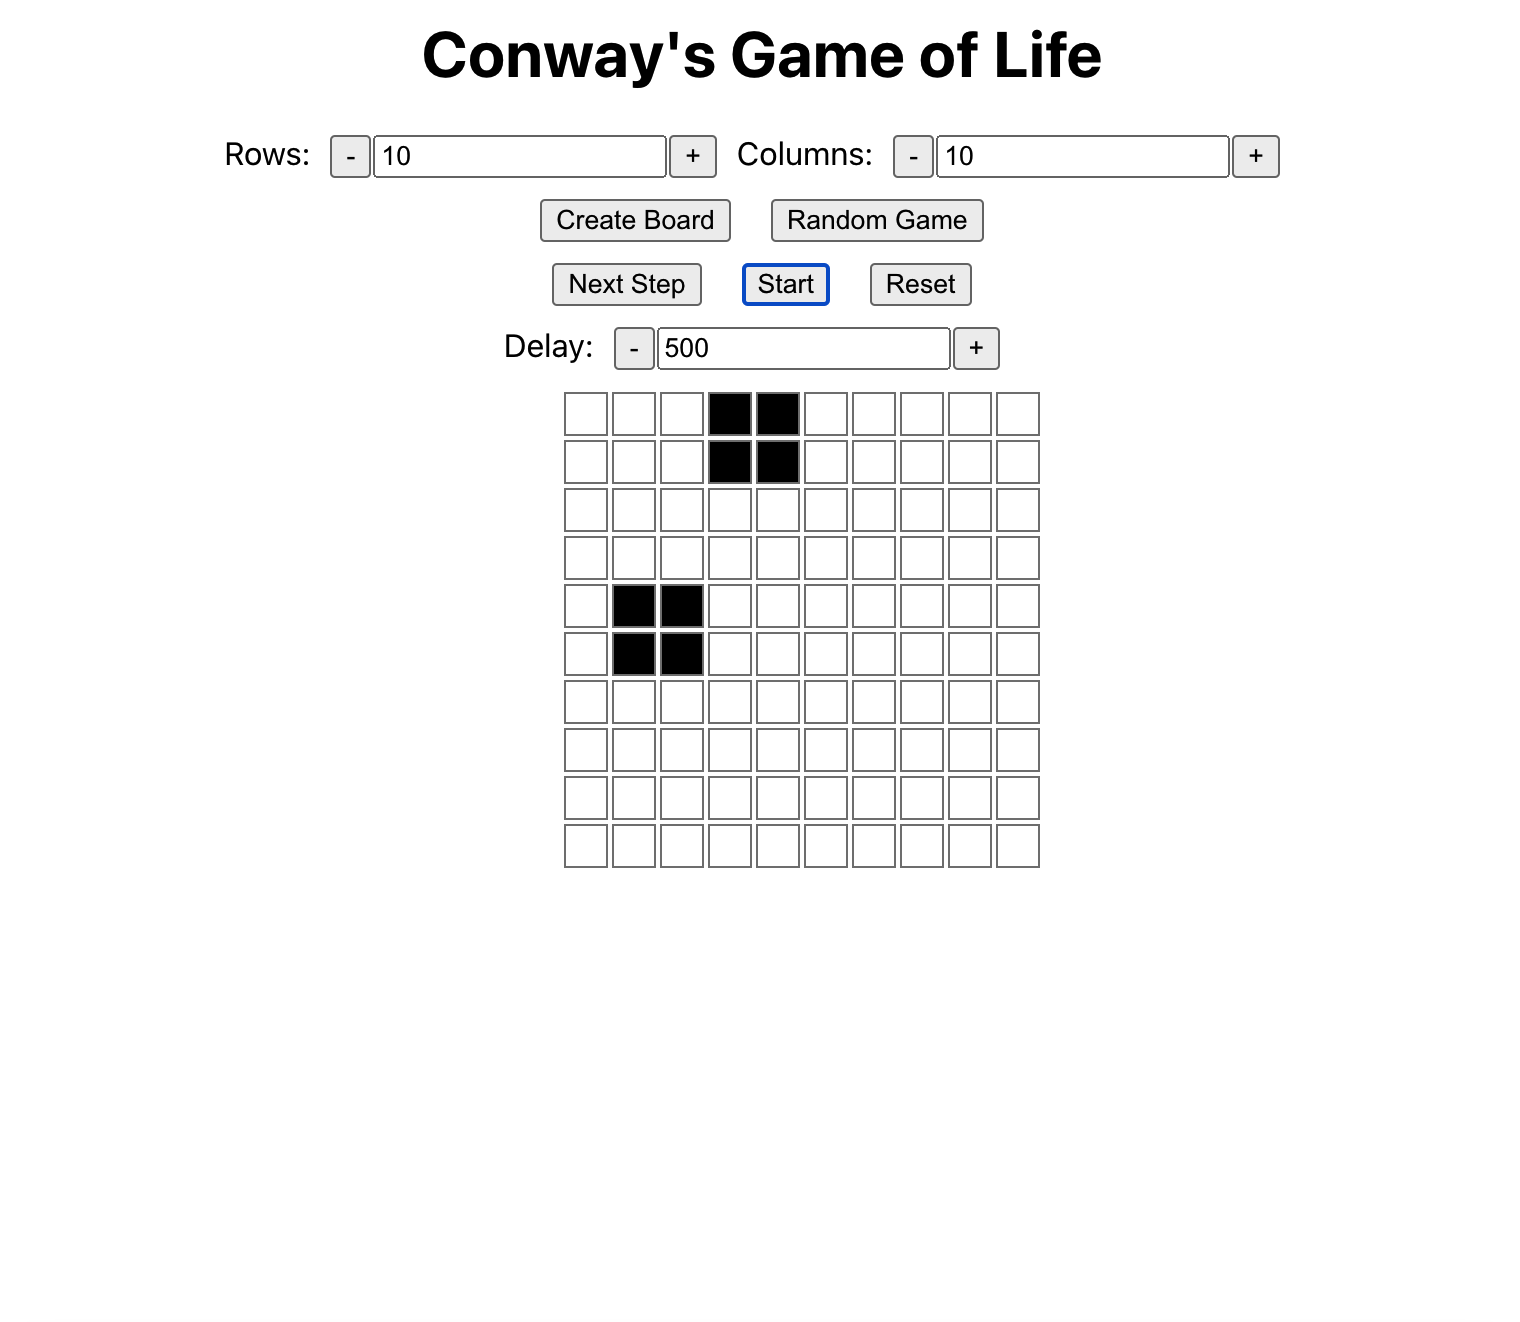 Conway's Game of Life
Rows: - 10 + Columns: - 10 +
Create Board Random Game
Next Step Start Reset
Delay: - 500 +